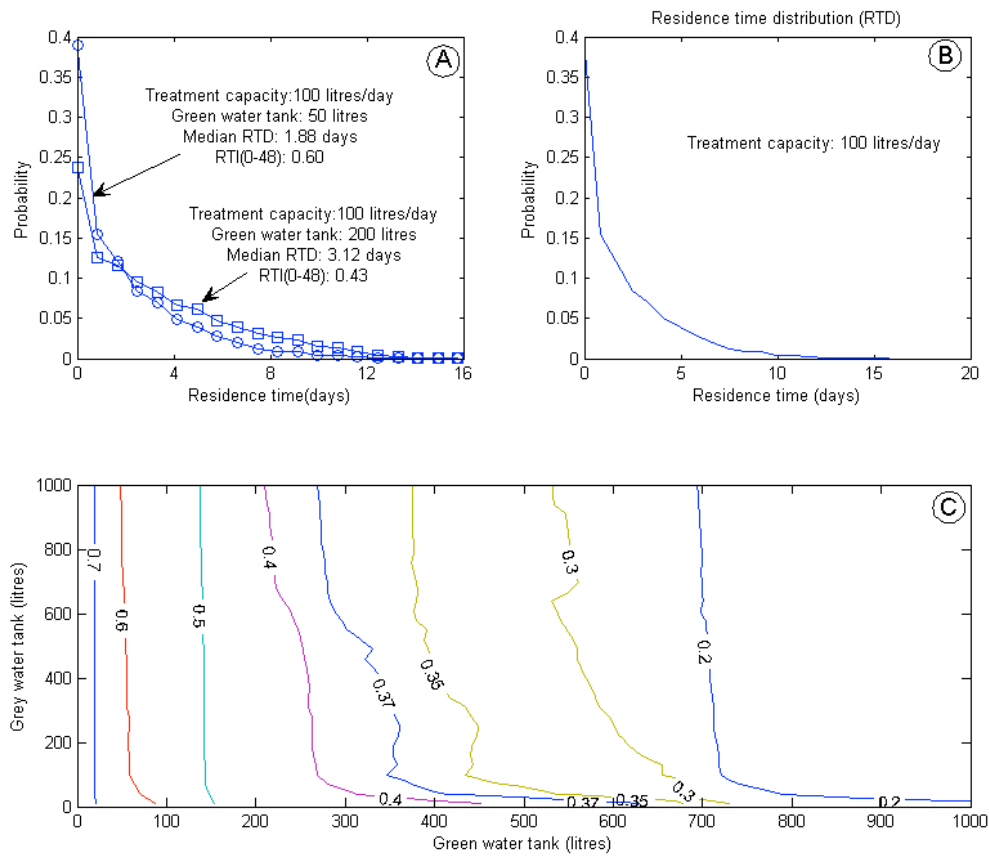 Residence time distribution (RTD)
A
B
0.4
0.35
0.3
0.25
0.2
0.15
0.1
0.05
0
Probability
Treatment capacity:100 litres/day
Green water tank: 50 litres
Median RTD: 1.88 days
RTI(0-48): 0.60
Treatment capacity:100 litres/day
Green water tank: 200 litres
Median RTD: 3.12 days
RTI(0-48): 0.43
0 4 8 12 16
Residence time(days)
0.4
0.35
0.3
0.25
0.2
0.15
0.1
0.05
0
Probability
Treatment capacity: 100 litres/day
0 5 10 15 20
Residence time (days)
C
1000
800
600
400
200
0
Grey water tank (litres)
0.7
0.6
0.5
0.4
0.37
0.35
0.3
0.2
0.4
0.37
0.35
0.3
0.2
0 100 200 300 400 500 600 700 800 900 1000
Green water tank (litres)